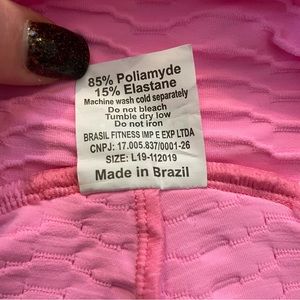 85% Poliamyde
15% Elastane
Machine wash cold separately
Do not bleach
Tumble dry low
Do not iron
BRASIL FITNESS IMP E EXP LTDA
CNPJ: 17.005.837/0001-26
SIZE: L19-112019
Made in Brazil